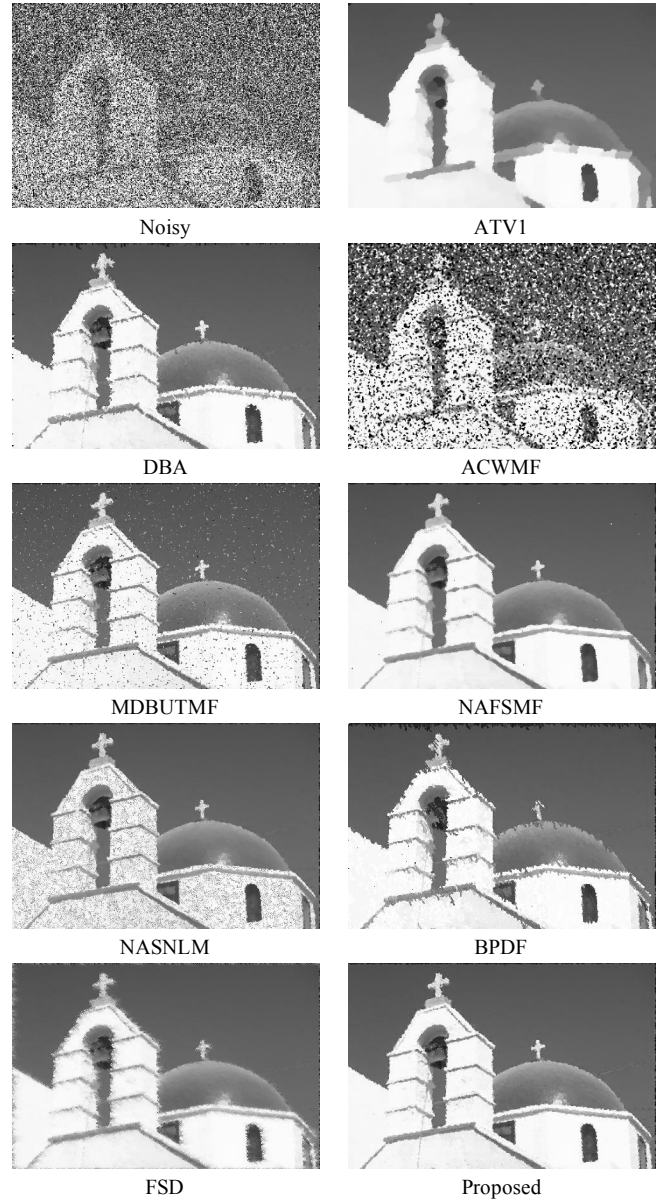 Noisy
ATV1
DBA
ACWMF
MDBUTMF
NAFSMF
NASNLM
BPDF
FSD
Proposed